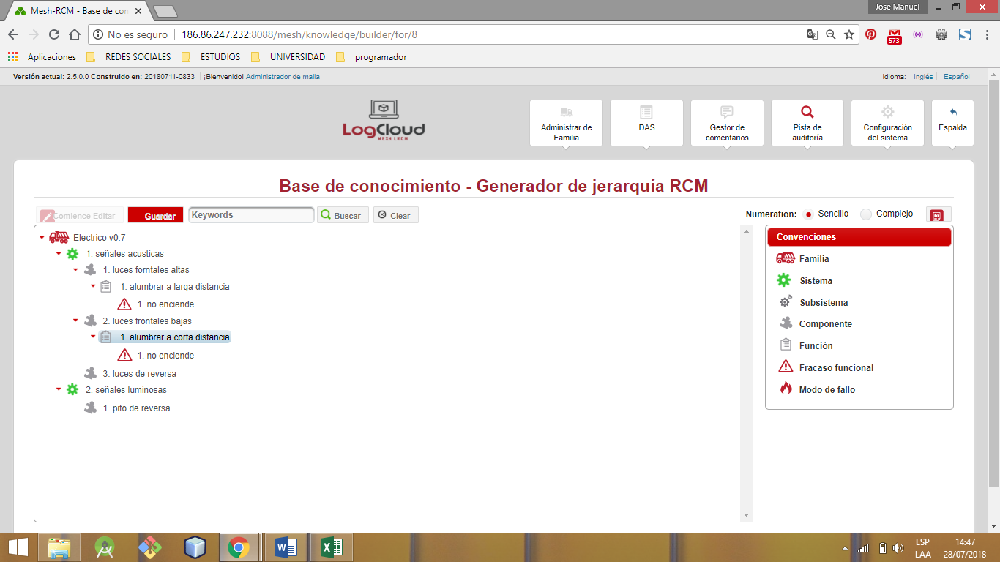 Mesh-RCM - Base de con
Jose Manuel
No es seguro 186.86.247.232:8088/mesh/knowledge/builder/for/8
573
Aplicaciones REDES SOCIALES ESTUDIOS UNIVERSIDAD programador
Versión actual: 2.5.0.0 Construido en: 20180711-0833 ¡Bienvenido! Administrador de malla
Idioma: Inglés Español
LogCloud
MESH LRCM
Administrar de
Familia
DAS
Gestor de
comentarios
Pista de
auditoría
Configuración
del sistema
Espalda
Base de conocimiento - Generador de jerarquía RCM
Comience Editar Guardar Keywords Buscar Clear
Numeration: Sencillo Complejo
Electrico v0.7
1. señales acusticas
1. luces forntales altas
1. alumbrar a larga distancia
1. no enciende
2. luces frontales bajas
1. alumbrar a corta distancia
1. no enciende
3. luces de reversa
2. señales luminosas
1. pito de reversa
Convenciones
Familia
Sistema
Subsistema
Componente
Función
Fracaso funcional
Modo de fallo
ESP
LAA
14:47
28/07/2018